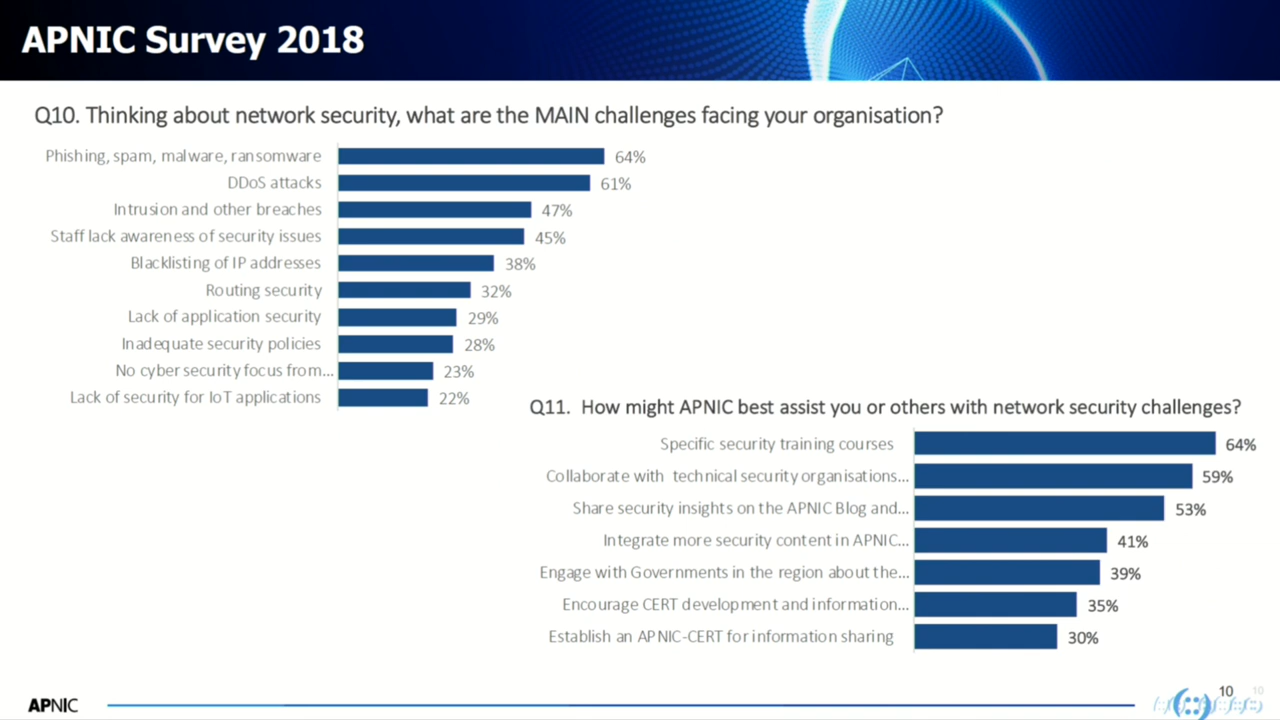 APNIC Survey 2018
Q10. Thinking about network security, what are the MAIN challenges facing your organisation?
Phishing, spam, malware, ransomware 64%
DDoS attacks 61%
Intrusion and other breaches 47%
Staff lack awareness of security issues 45%
Blacklisting of IP addresses 38%
Routing security 32%
Lack of application security 29%
Inadequate security policies 28%
No cyber security focus from... 23%
Lack of security for IoT applications 22%
Q11. How might APNIC best assist you or others with network security challenges?
Specific security training courses 64%
Collaborate with technical security organisations... 59%
Share security insights on the APNIC Blog and... 53%
Integrate more security content in APNIC... 41%
Engage with Governments in the region about the... 39%
Encourage CERT development and information... 35%
Establish an APNIC-CERT for information sharing 30%
APNIC
10 10